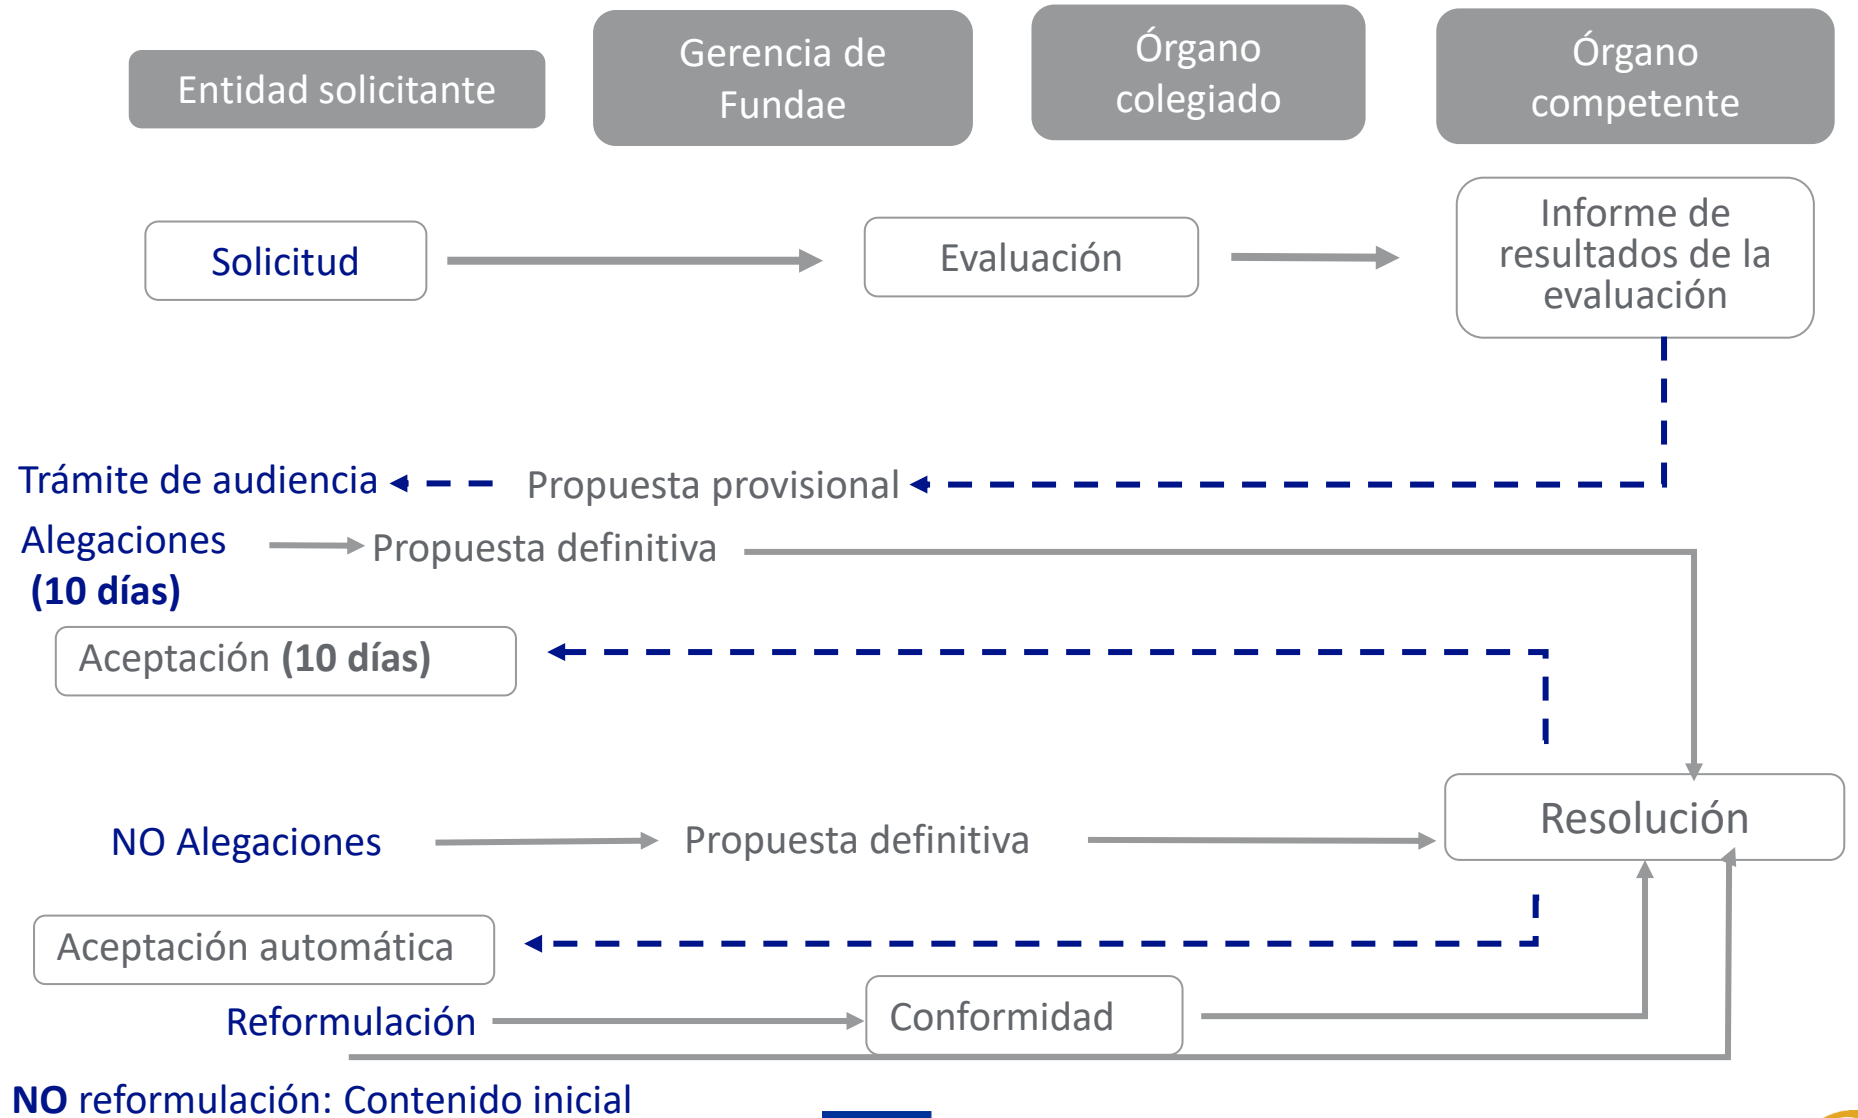 Entidad solicitante
Gerencia de
Fundae
Órgano
colegiado
Órgano
competente
Solicitud
Evaluación
Informe de
resultados de la
evaluación
Trámite de audiencia
Propuesta provisional
Alegaciones
(10 días)
Propuesta definitiva
Aceptación (10 días)
Resolución
NO Alegaciones
Propuesta definitiva
Aceptación automática
Reformulación
Conformidad
NO reformulación: Contenido inicial